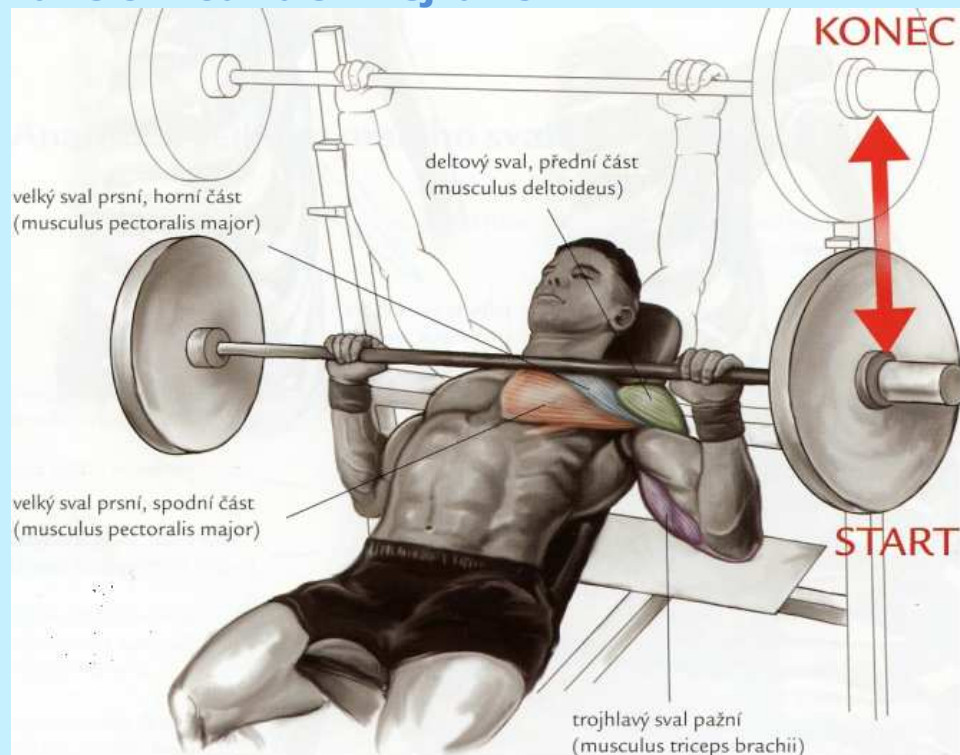 KONEC
deltový sval, přední část
(musculus deltoideus)
velký sval prsní, horní část
(musculus pectoralis major)
velký sval prsní, spodní část
(musculus pectoralis major)
START
trojhlavý sval pažní
(musculus triceps brachii)